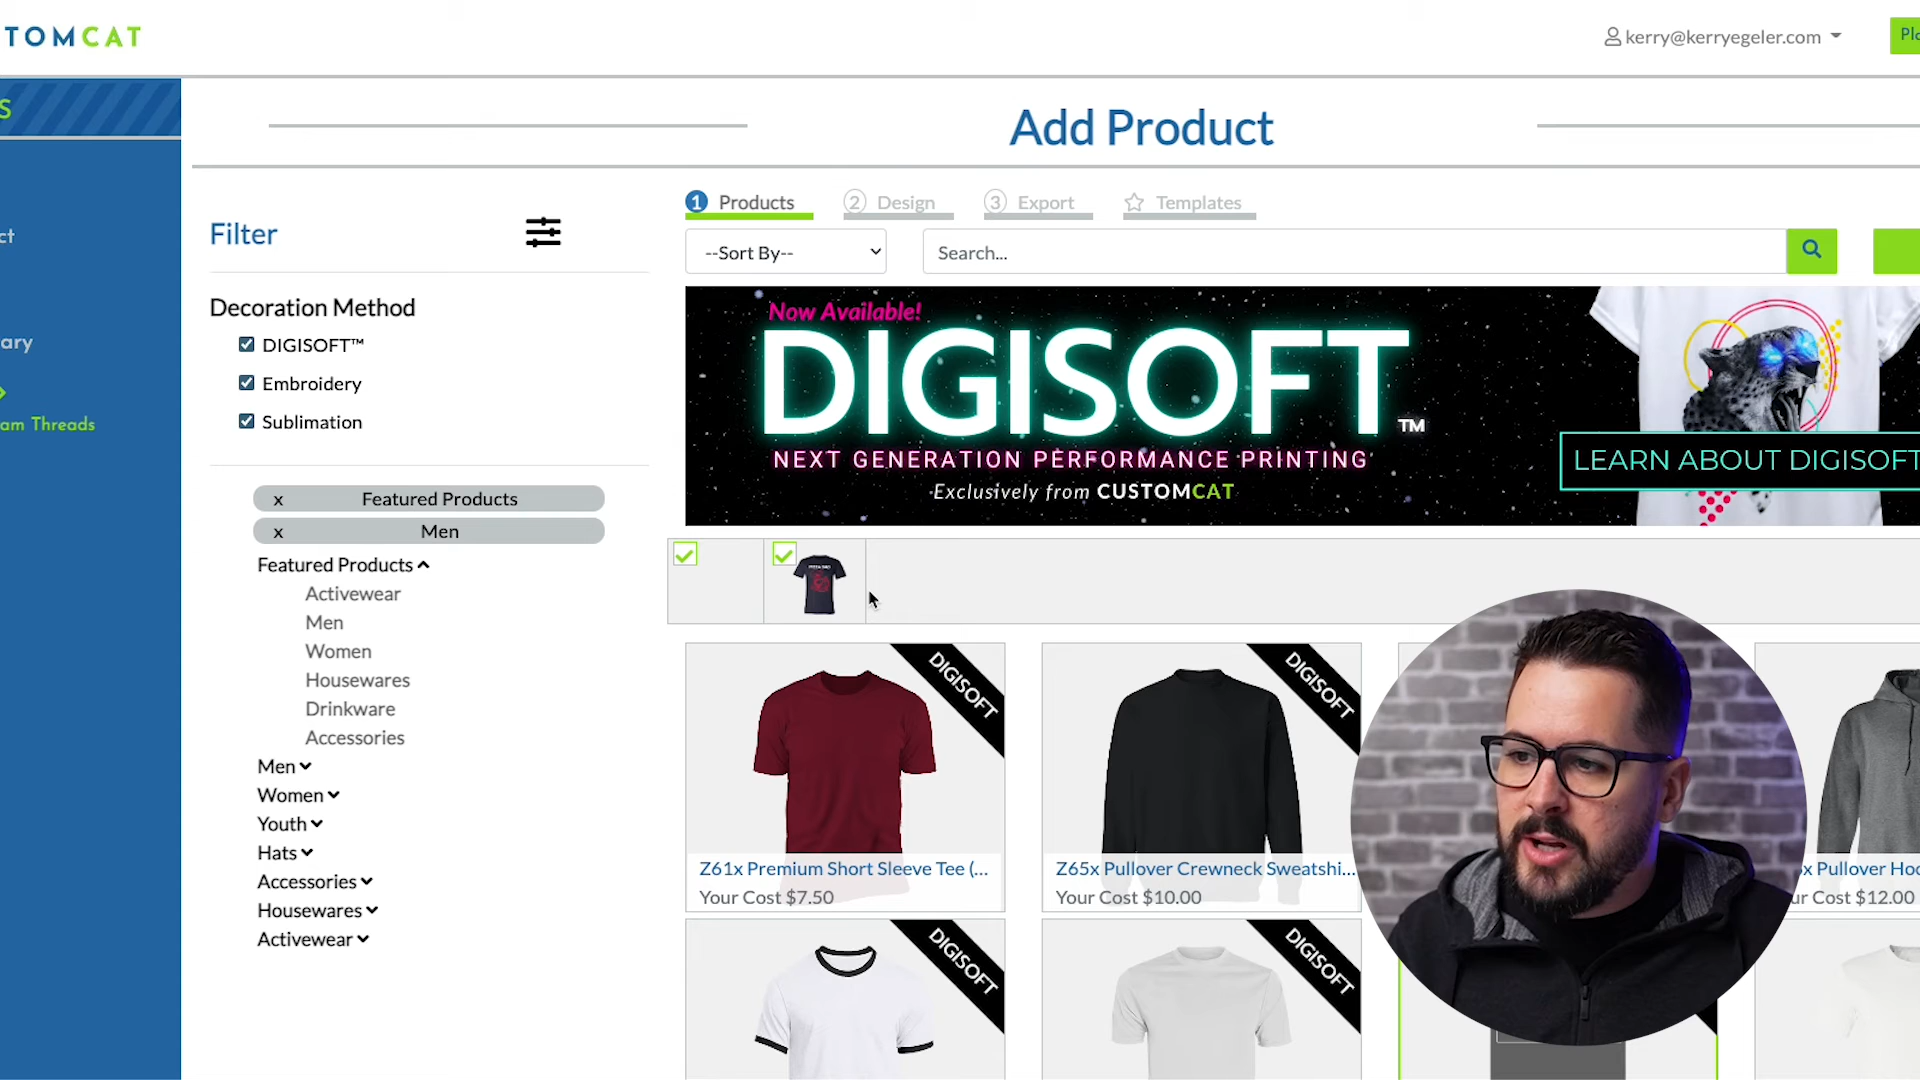 TOMCAT
kerry@kerryegeler.com
S
Add Product
1 Products
2 Design
3 Export
Templates
ct
Filter
--Sort By--
Search...
Decoration Method
DIGISOFT™
Embroidery
Sublimation
ary
am Threads
Now Available!
DIGISOFT™
NEXT GENERATION PERFORMANCE PRINTING
Exclusively from CUSTOMCAT
LEARN ABOUT DIGISOFT
x Featured Products
x Men
Featured Products
Activewear
Men
Women
Housewares
Drinkware
Accessories
Men
Women
Youth
Hats
Accessories
Housewares
Activewear
DIGISOFT
DIGISOFT
Z61x Premium Short Sleeve Tee (...
Your Cost $7.50
Z65x Pullover Crewneck Sweatshi...
Your Cost $10.00
x Pullover Hoo
ur Cost $12.00
DIGISOFT
DIGISOFT